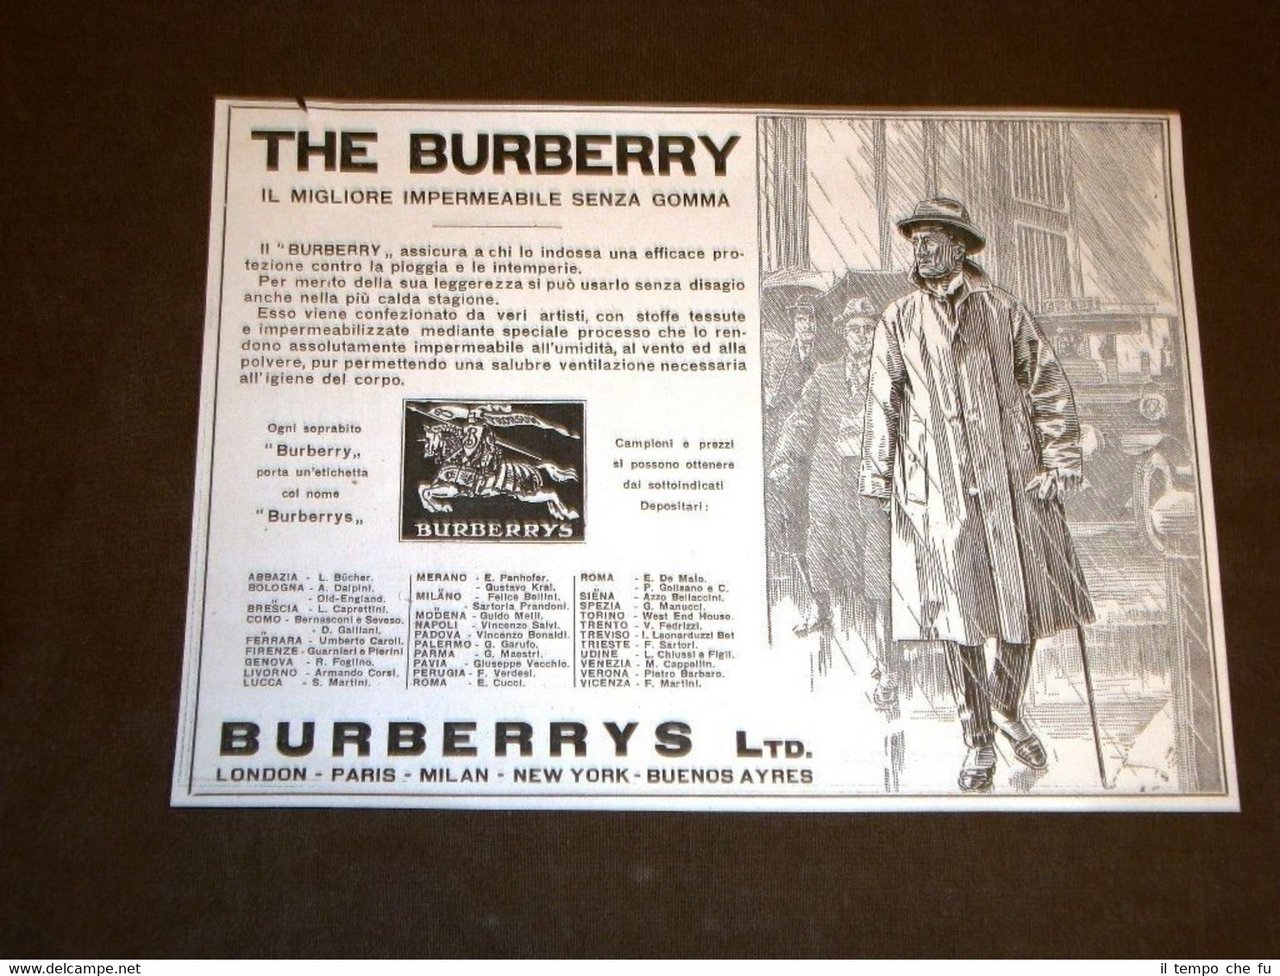 THE BURBERRY
IL MIGLIORE IMPERMEABILE SENZA GOMMA
Il "BURBERRY„ assicura a chi lo indossa una efficace pro-
tezione contro la pioggia e le intemperie.
Per merito della sua leggerezza si può usarlo senza disagio
anche nella più calda stagione.
Esso viene confezionato da veri artisti, con stoffe tessute
e impermeabilizzate mediante speciale processo che lo ren-
dono assolutamente impermeabile all'umidità, al vento ed alla
polvere, pur permettendo una salubre ventilazione necessaria
all'igiene del corpo.
Ogni soprabito
"Burberry„
porta un'etichetta
col nome
"Burberrys„
BURBERRYS
Campioni e prezzi
si possono ottenere
dai sottoindicati
Depositari:
ABBAZIA - L. Bücher.
BOLOGNA - A. Dalpini.
„ - Old-England.
BRESCIA - L. Caprettini.
COMO - Bernasconi e Seveso.
„ - D. Galliani.
FERRARA - Umberto Caroli.
FIRENZE - Guarnieri e Pierini
GENOVA - R. Foglino.
LIVORNO - Armando Corsi.
LUCCA - S. Martini.
MERANO - E. Panhofer.
„ - Gustavo Kral.
MILANO - Felice Bellini.
„ - Sartoria Prandoni.
MODENA - Guido Melli.
NAPOLI - Vincenzo Salvi.
PADOVA - Vincenzo Bonaldi.
PALERMO - G. Garufo.
PARMA - G. Maestri.
PAVIA - Giuseppe Vecchio.
PERUGIA - F. Verdesi.
ROMA - E. Cucci.
ROMA - E. De Malo.
„ - P. Golisano e C.
SIENA - Azzo Bellaccini.
SPEZIA - G. Manucci.
TORINO - West End House.
TRENTO - V. Fedrizzi.
TREVISO - I. Leonarduzzi Bet
TRIESTE - F. Sartori.
UDINE - L. Chiussi e Figli.
VENEZIA - M. Cappellin.
VERONA - Pietro Barbaro.
VICENZA - F. Martini.
BURBERRYS LTD.
LONDON - PARIS - MILAN - NEW YORK - BUENOS AYRES
il tempo che fu